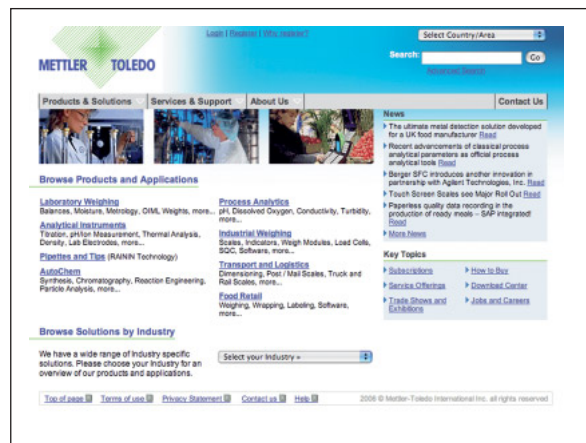 Login | Register | Why register?
Select Country/Area
METTLER TOLEDO
Search:
Go
Advanced Search
Products & Solutions
Services & Support
About Us
Contact Us
Browse Products and Applications
Laboratory Weighing
Balances, Moisture, Metrology, OIML, Weights, more...
Analytical Instruments
Titration, pH/Ion Measurement, Thermal Analysis,
Density, Lab Electrodes, more...
Pipettes and Tips (RAININ Technology)
AutoChem
Synthesis, Chromatography, Reaction Engineering,
Particle Analysis, more...
Process Analytics
pH, Dissolved Oxygen, Conductivity, Turbidity,
more...
Industrial Weighing
Scales, Indicators, Weigh Modules, Load Cells,
SQC, Software, more...
Transport and Logistics
Dimensioning, Post / Mail Scales, Truck and
Rail Scales, more...
Food Retail
Weighing, Wrapping, Labeling, Software,
more...
News
The ultimate metal detection solution developed
for a UK food manufacturer Read
Recent advancements of classical process
analytical parameters as official process
analytical tools Read
Berger SFC introduces another innovation in
partnership with Agilent Technologies, Inc. Read
Touch Screen Scales see Major Roll Out Read
Paperless quality data recording in the
production of ready meals – SAP integrated!
Read
More News
Key Topics
Subscriptions
How to Buy
Service Offerings
Download Center
Trade Shows and
Exhibitions
Jobs and Careers
Browse Solutions by Industry
We have a wide range of Industry specific
solutions. Please choose your Industry for an
overview of our products and applications.
Select your Industry »
Top of page
Terms of use
Privacy Statement
Contact us
Help
2006 © Mettler-Toledo International Inc. all rights reserved